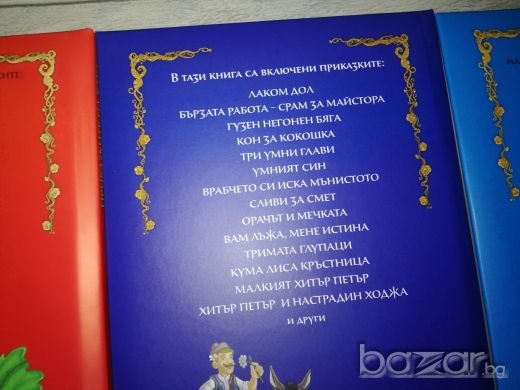 КИТЕ:
В ТАЗИ КНИГА СА ВКЛЮЧЕНИ ПРИКАЗКИТЕ:
НА
ЛАКОМ ДОЛ
БЪРЗАТА РАБОТА – СРАМ ЗА МАЙСТОРА
ГУЗЕН НЕГОНЕН БЯГА
КОН ЗА КОКОШКА
ТРИ УМНИ ГЛАВИ
УМНИЯТ СИН
ВРАБЧЕТО СИ ИСКА МЪНИСТОТО
СЛИВИ ЗА СМЕТ
ОРАЧЪТ И МЕЧКАТА
ВАМ ЛЪЖА, МЕНЕ ИСТИНА
ТРИМАТА ГЛУПАЦИ
КУМА ЛИСА КРЪСТНИЦА
МАЛКИЯТ ХИТЪР ПЕТЪР
ХИТЪР ПЕТЪР И НАСТРАДИН ХОДЖА
И ДРУГИ
bazar.bg